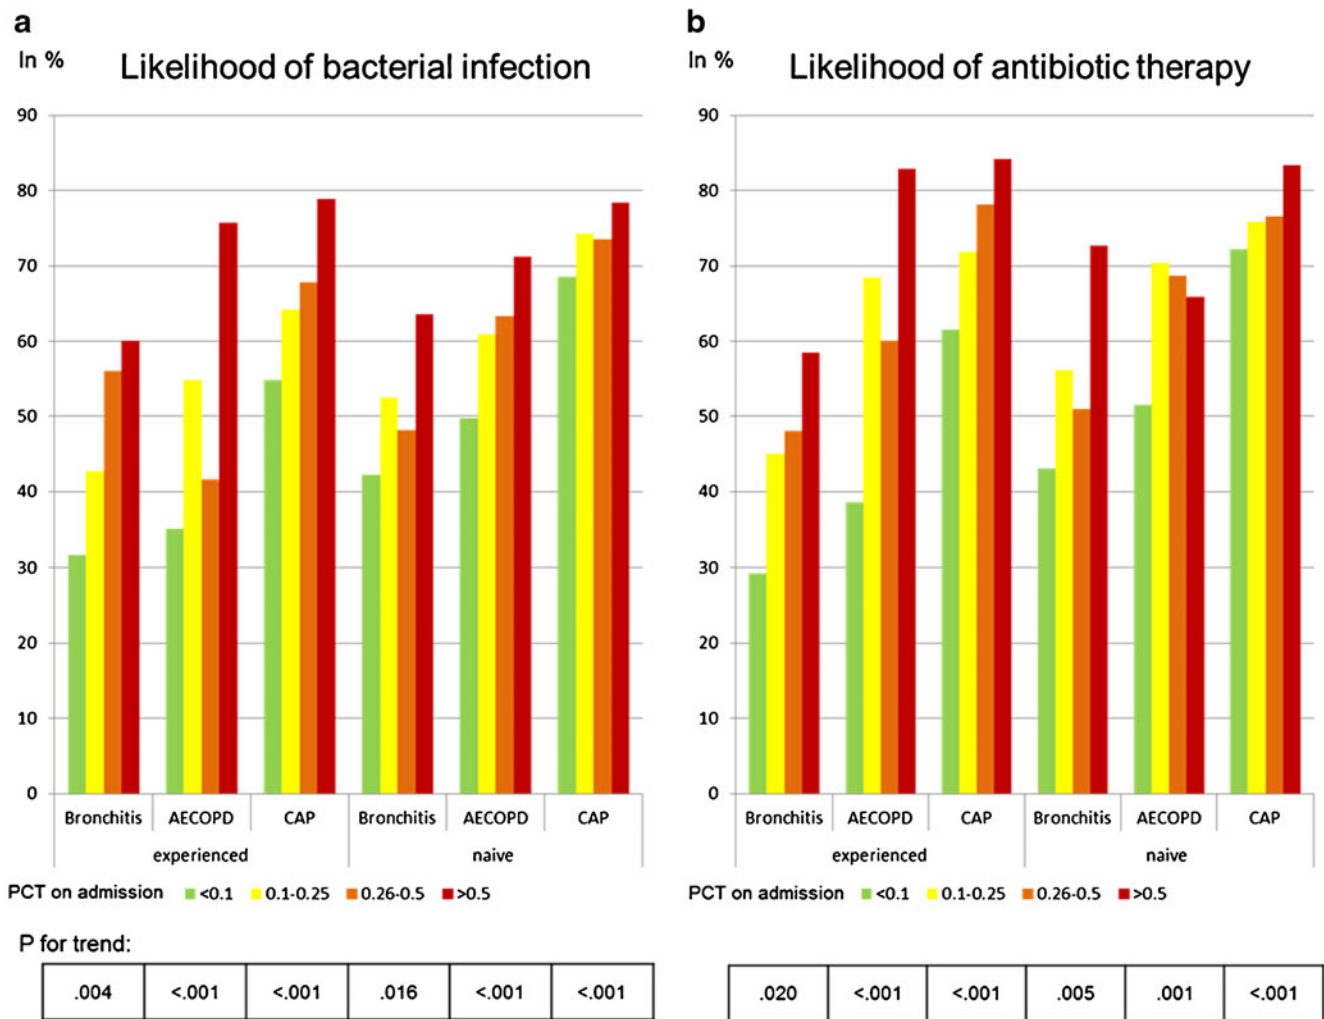 a
In %
Likelihood of bacterial infection
90
80
70
60
50
40
30
20
10
0
Bronchitis AECOPD CAP Bronchitis AECOPD CAP
experienced naive
PCT on admission <0.1 0.1-0.25 0.26-0.5 >0.5
P for trend:
.004 <.001 <.001 .016 <.001 <.001
b
In %
Likelihood of antibiotic therapy
90
80
70
60
50
40
30
20
10
0
Bronchitis AECOPD CAP Bronchitis AECOPD CAP
experienced naive
PCT on admission <0.1 0.1-0.25 0.26-0.5 >0.5
.020 <.001 <.001 .005 .001 <.001